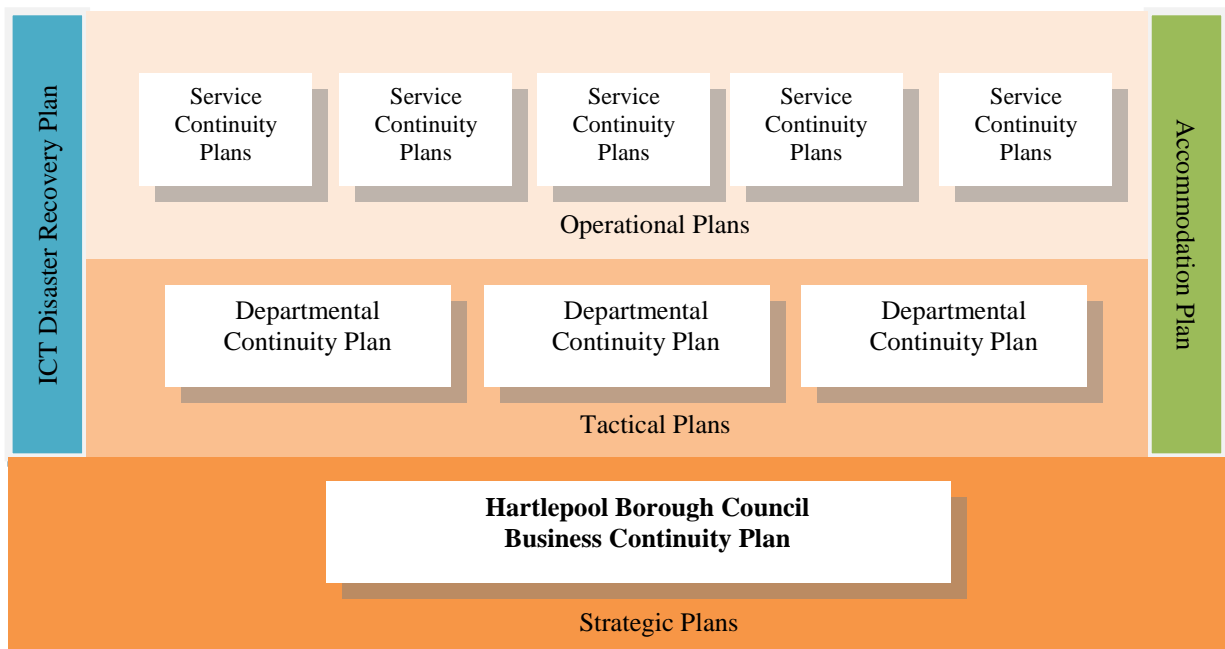 ICT Disaster Recovery Plan
Service
Continuity
Plans
Service
Continuity
Plans
Service
Continuity
Plans
Service
Continuity
Plans
Service
Continuity
Plans
Operational Plans
Accommodation Plan
Departmental
Continuity Plan
Departmental
Continuity Plan
Departmental
Continuity Plan
Tactical Plans
Hartlepool Borough Council
Business Continuity Plan
Strategic Plans